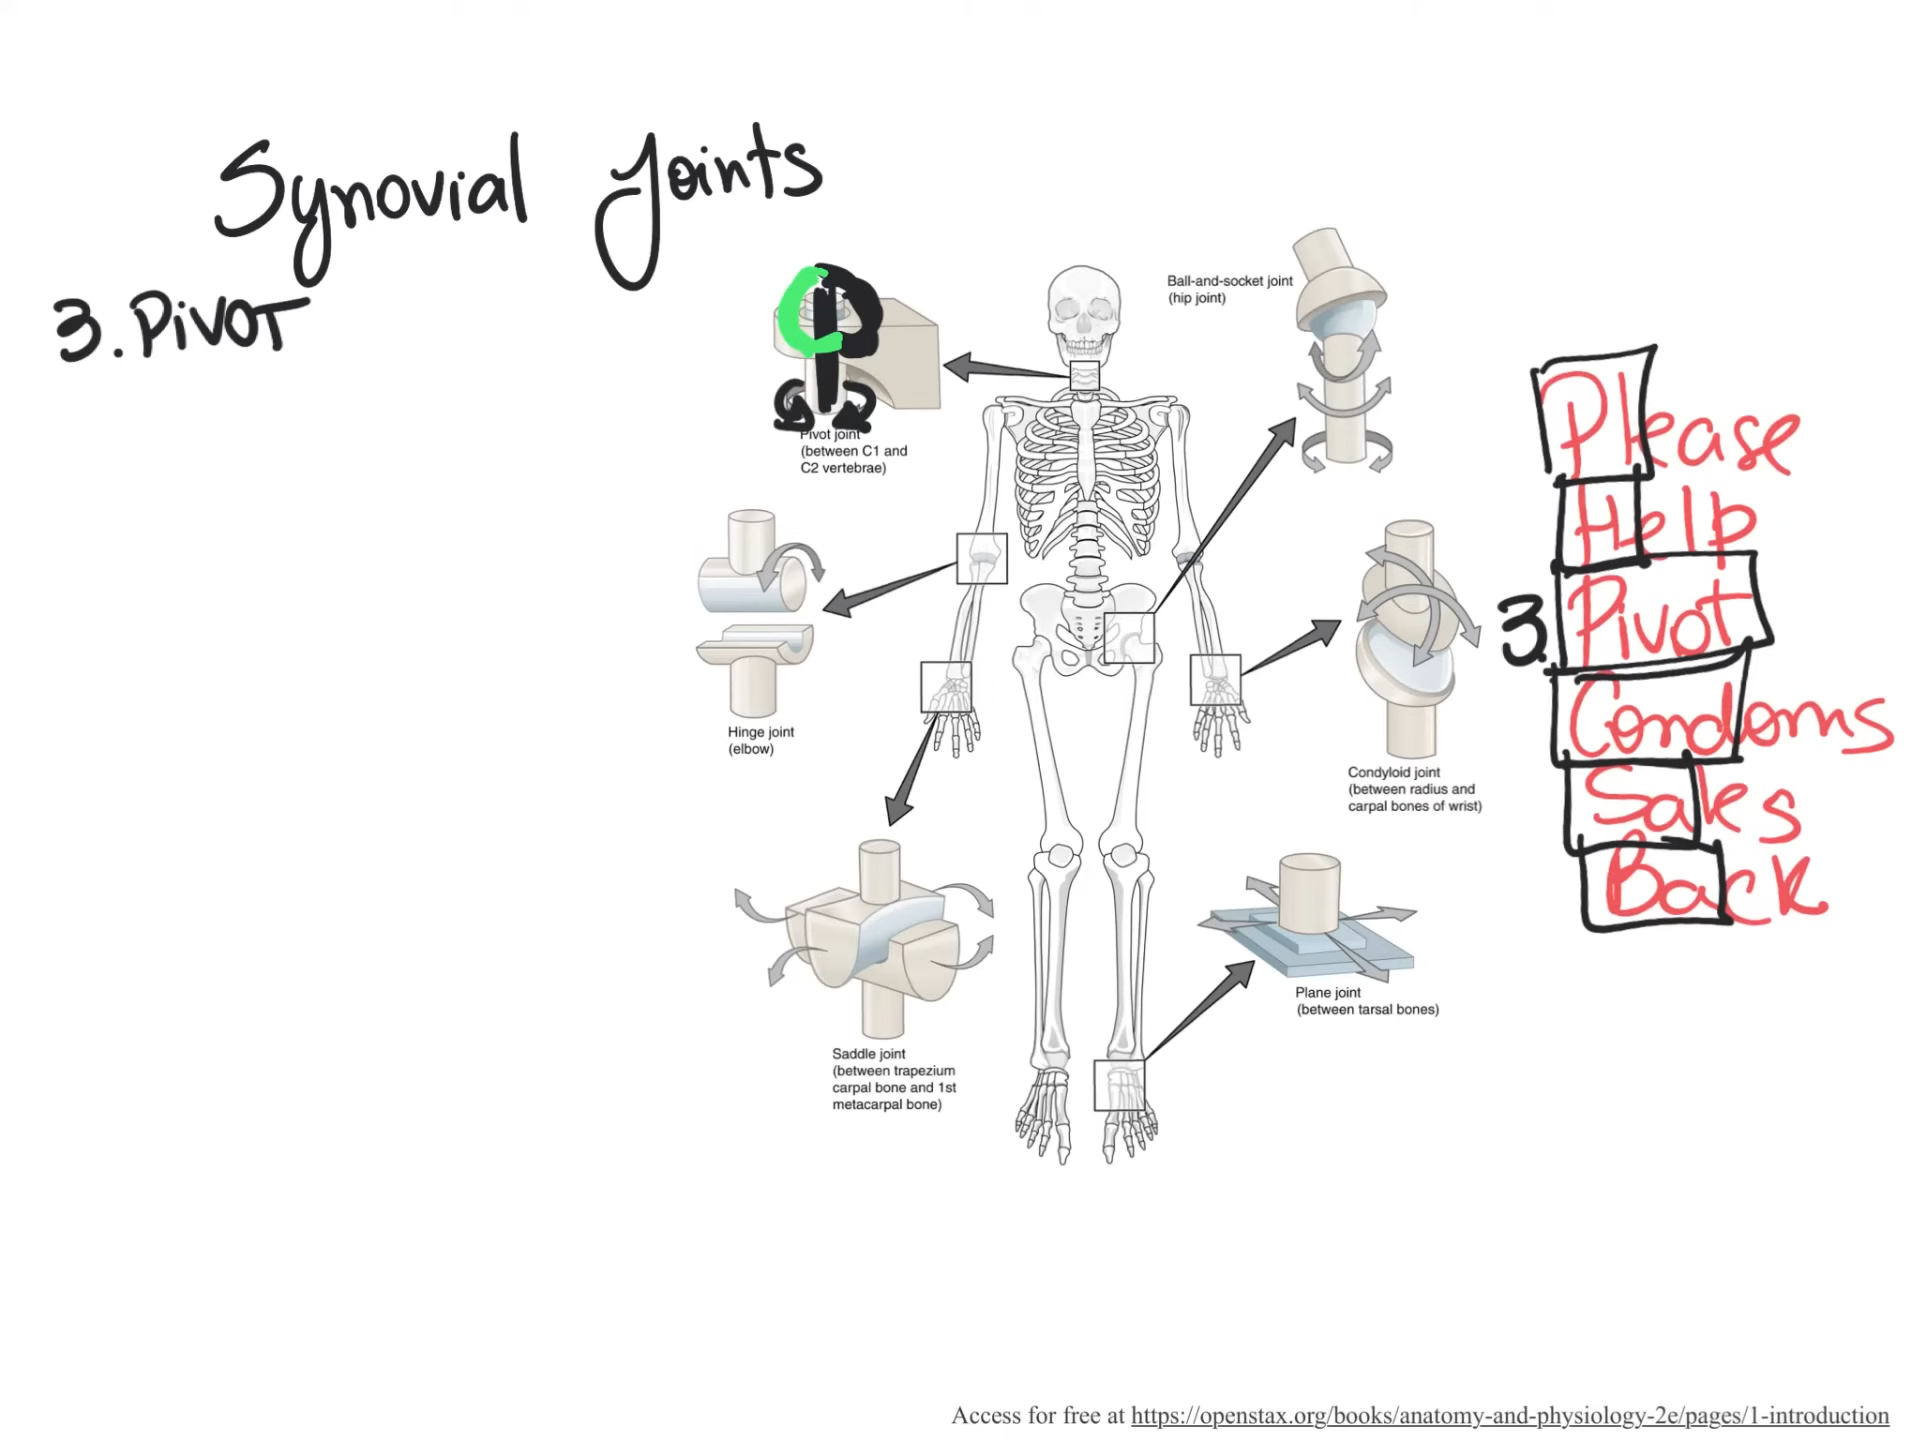 Synovial Joints
3. PiVOT
Pivot joint
(between C1 and
C2 vertebrae)
Ball-and-socket joint
(hip joint)
Hinge joint
(elbow)
Condyloid joint
(between radius and
carpal bones of wrist)
Saddle joint
(between trapezium
carpal bone and 1st
metacarpal bone)
Plane joint
(between tarsal bones)
Please
Help
3. Pivot
Condoms
Sales
Back
Access for free at https://openstax.org/books/anatomy-and-physiology-2e/pages/1-introduction